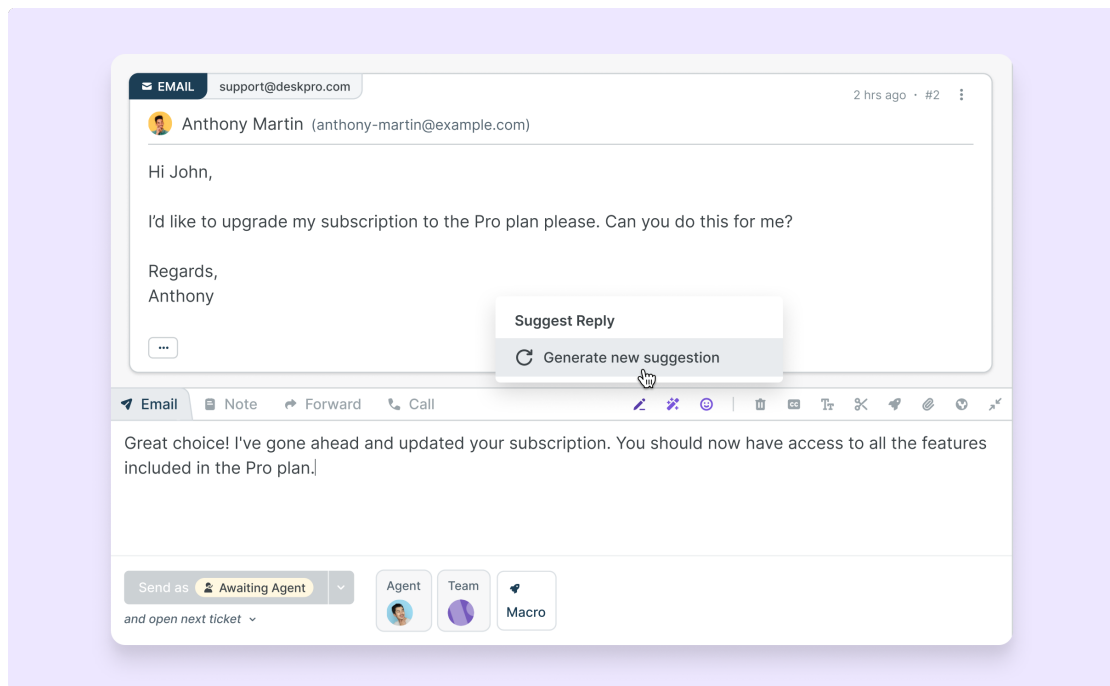 EMAIL support@deskpro.com
2 hrs ago · #2
Anthony Martin (anthony-martin@example.com)
Hi John,
I’d like to upgrade my subscription to the Pro plan please. Can you do this for me?
Regards,
Anthony
Suggest Reply
Generate new suggestion
Email Note Forward Call
CC Tт
Great choice! I've gone ahead and updated your subscription. You should now have access to all the features
included in the Pro plan.
Send as Awaiting Agent
and open next ticket
Agent
Team
Macro